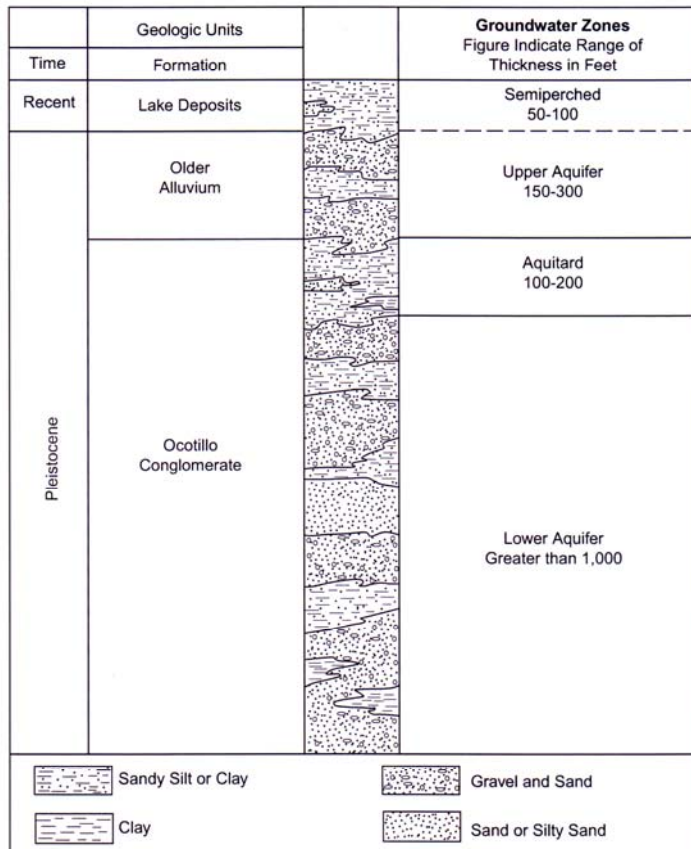 Geologic Units
Groundwater Zones
Figure Indicate Range of
Thickness in Feet
Time
Formation
Recent
Lake Deposits
Semiperched
50-100
Pleistocene
Older
Alluvium
Upper Aquifer
150-300
Aquitard
100-200
Ocotillo
Conglomerate
Lower Aquifer
Greater than 1,000
Sandy Silt or Clay
Gravel and Sand
Clay
Sand or Silty Sand